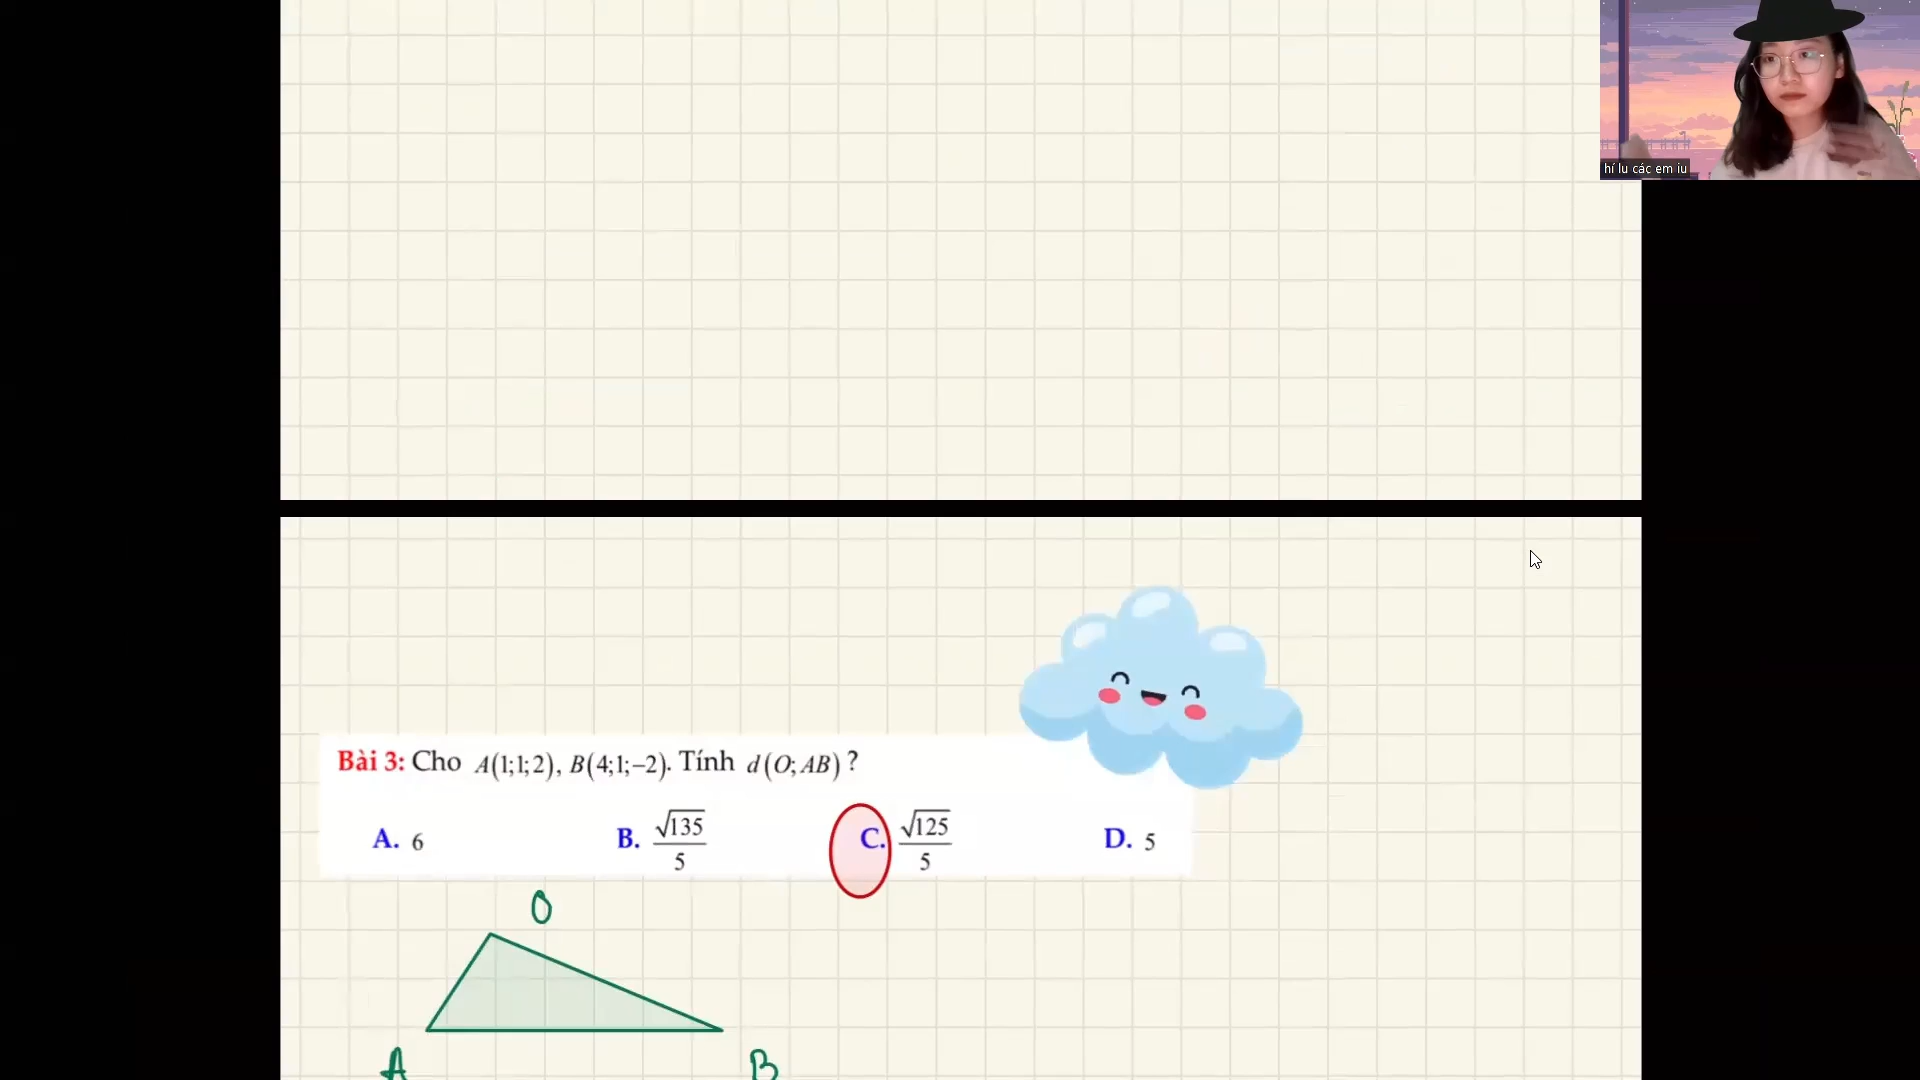 hí lu các em iu
Bài 3: Cho A(1;1;2), B(4;1;−2). Tính d(O; AB) ?
A. 6 B. √135/5 C. √125/5 D. 5
O
A B